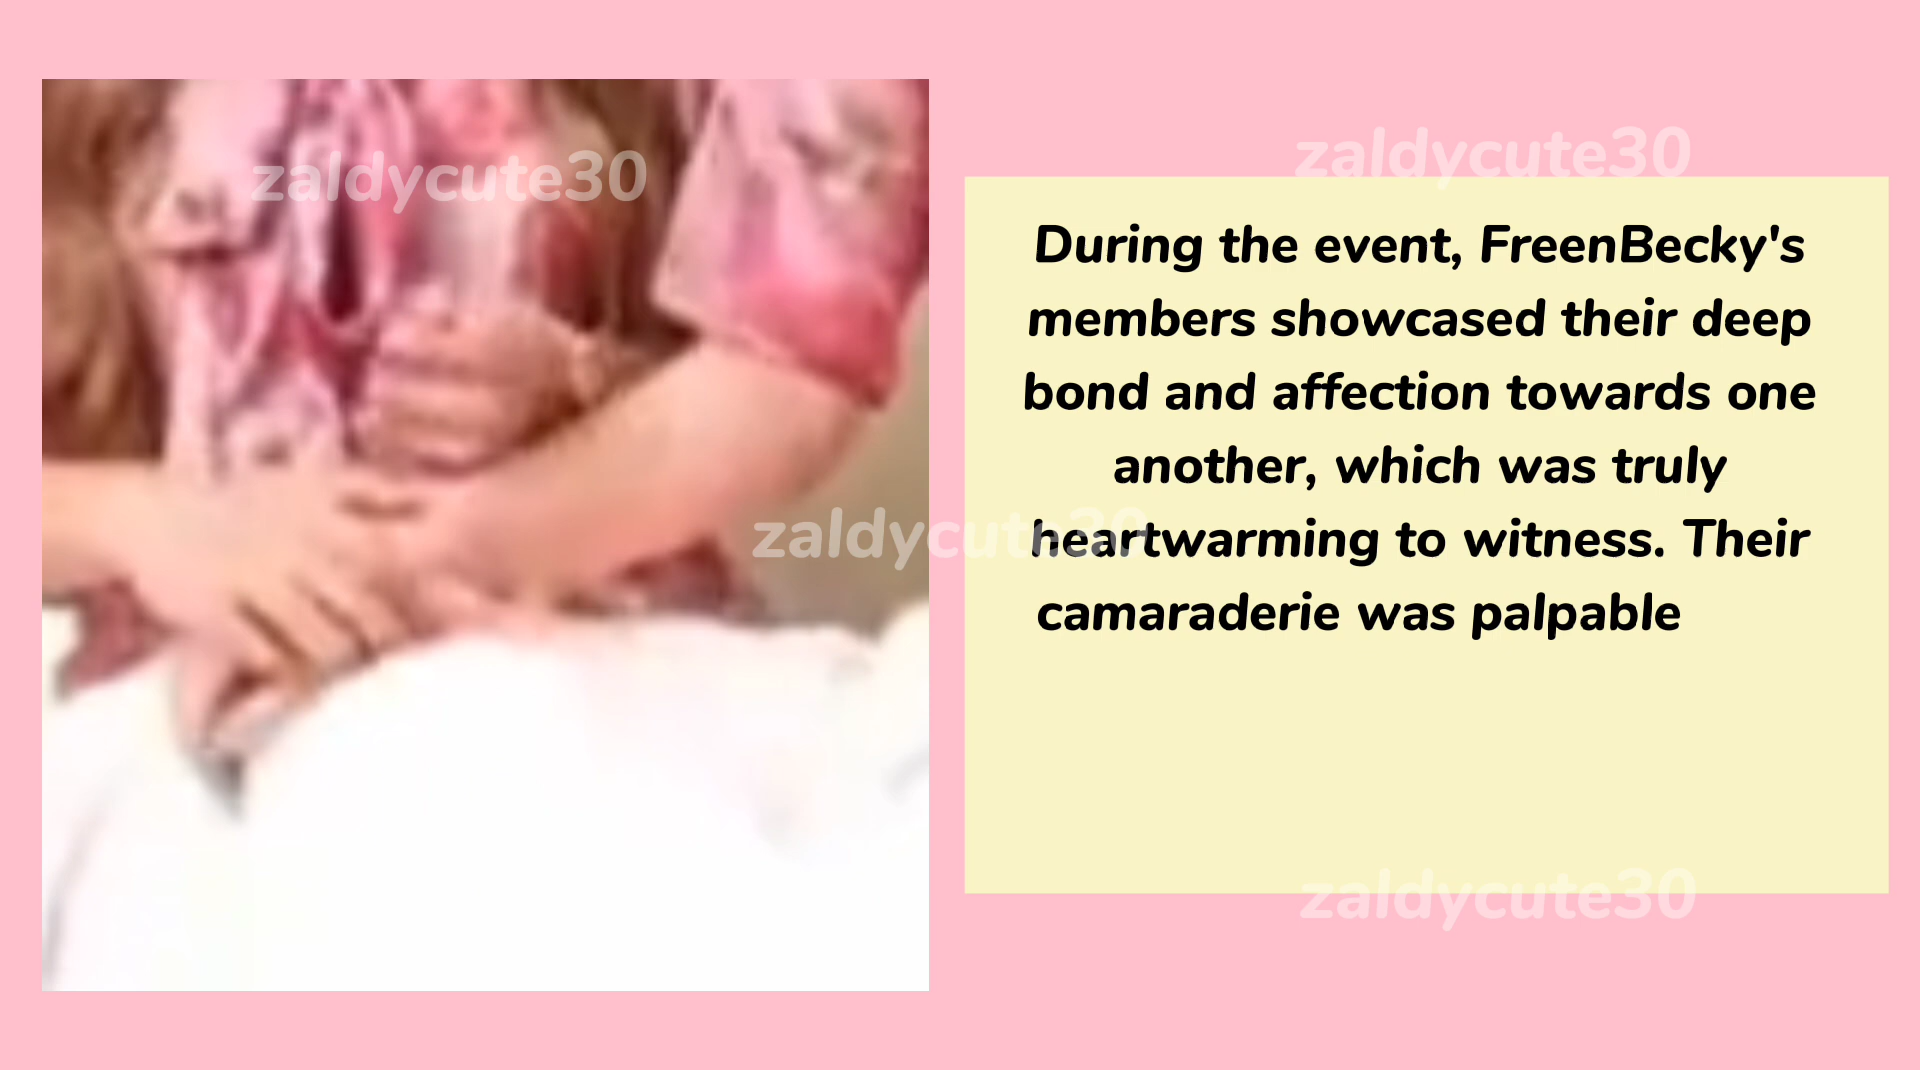 zaldycute30
zaldycute30
During the event, FreenBecky's
members showcased their deep
bond and affection towards one
another, which was truly
heartwarming to witness. Their
camaraderie was palpable
zaldycute30
zaldycute30